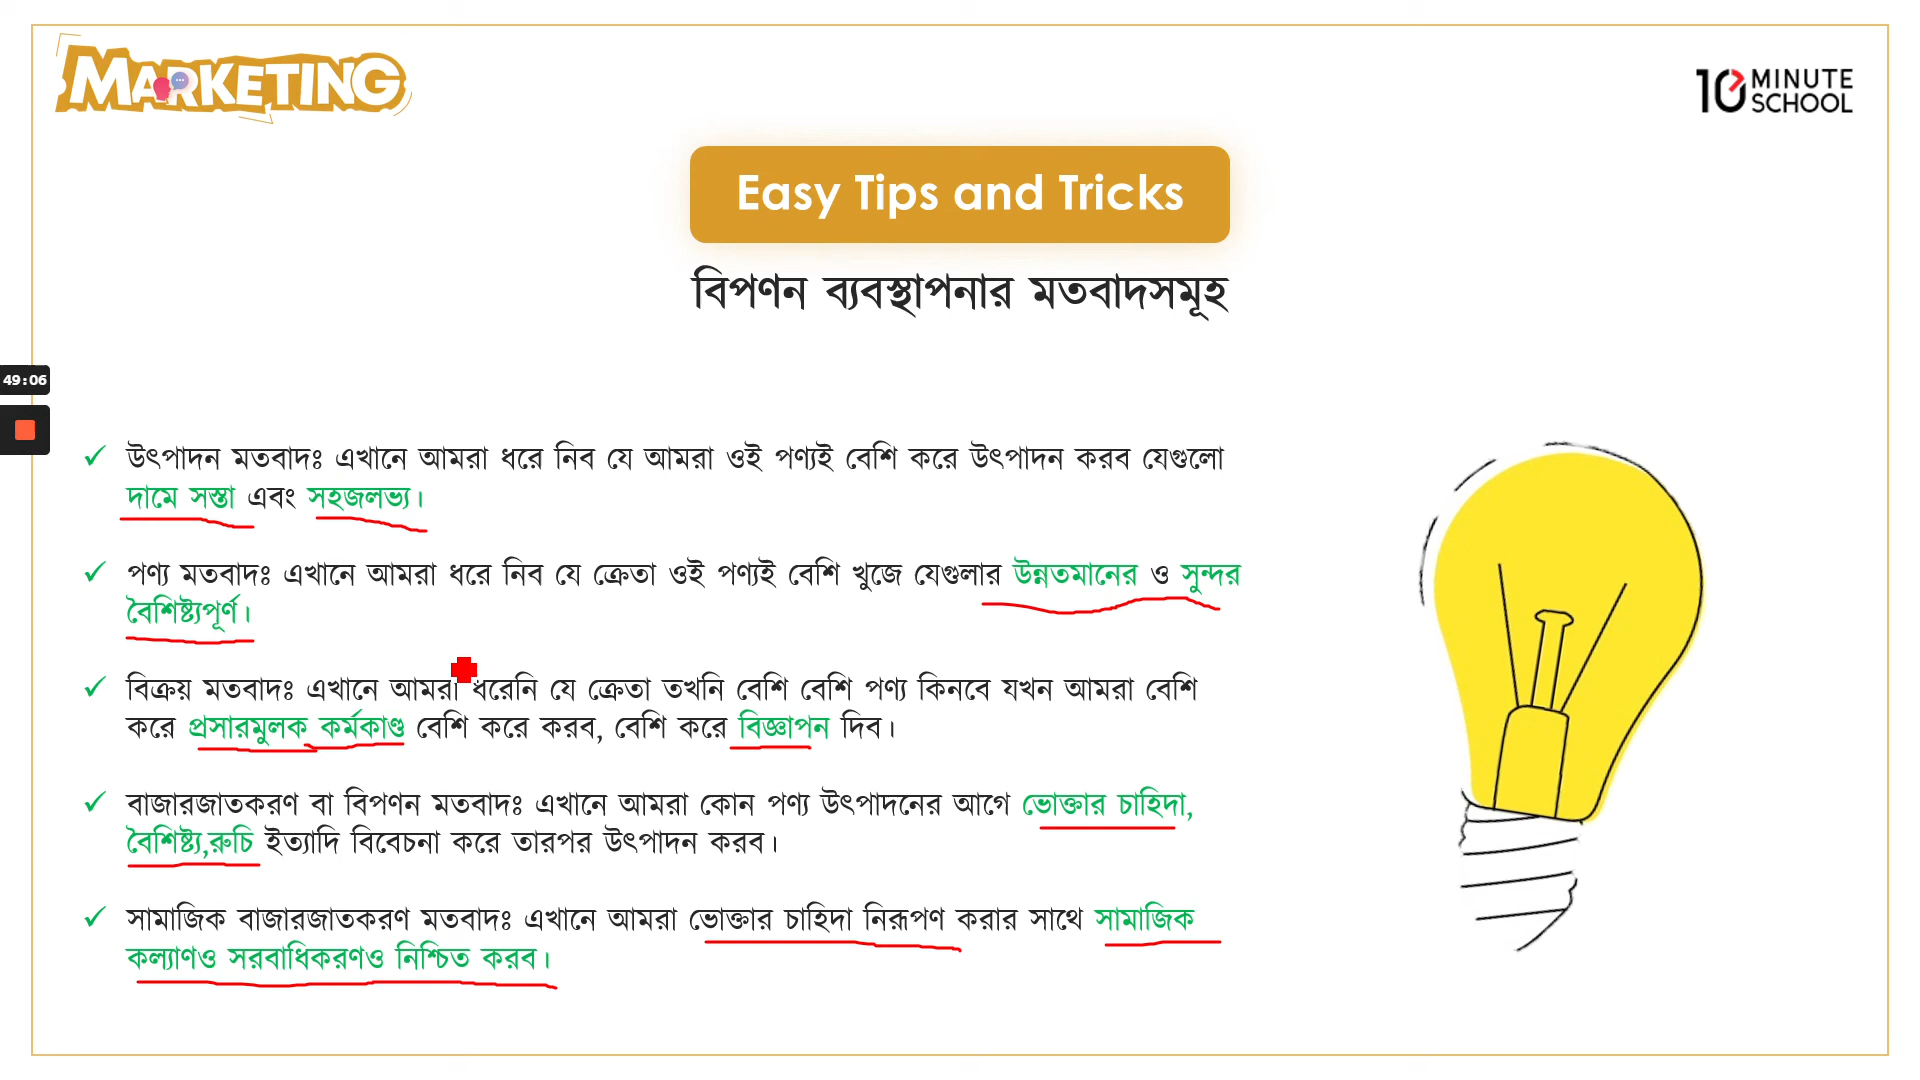 MARKETING
10 MINUTE SCHOOL
Easy Tips and Tricks
বিপণন ব্যবস্থাপনার মতবাদসমূহ
49:06
উৎপাদন মতবাদঃ এখানে আমরা ধরে নিব যে আমরা ওই পণ্যই বেশি করে উৎপাদন করব যেগুলো
দামে সস্তা এবং সহজলভ্য।
পণ্য মতবাদঃ এখানে আমরা ধরে নিব যে ক্রেতা ওই পণ্যই বেশি খুজে যেগুলার উন্নতমানের ও সুন্দর
বৈশিষ্ট্যপূর্ণ।
বিক্রয় মতবাদঃ এখানে আমরা ধরেনি যে ক্রেতা তখনি বেশি বেশি পণ্য কিনবে যখন আমরা বেশি
করে প্রসারমুলক কর্মকাণ্ড বেশি করে করব, বেশি করে বিজ্ঞাপন দিব।
বাজারজাতকরণ বা বিপণন মতবাদঃ এখানে আমরা কোন পণ্য উৎপাদনের আগে ভোক্তার চাহিদা,
বৈশিষ্ট্য,রুচি ইত্যাদি বিবেচনা করে তারপর উৎপাদন করব।
সামাজিক বাজারজাতকরণ মতবাদঃ এখানে আমরা ভোক্তার চাহিদা নিরূপণ করার সাথে সামাজিক
কল্যাণও সরবাধিকরণও নিশ্চিত করব।